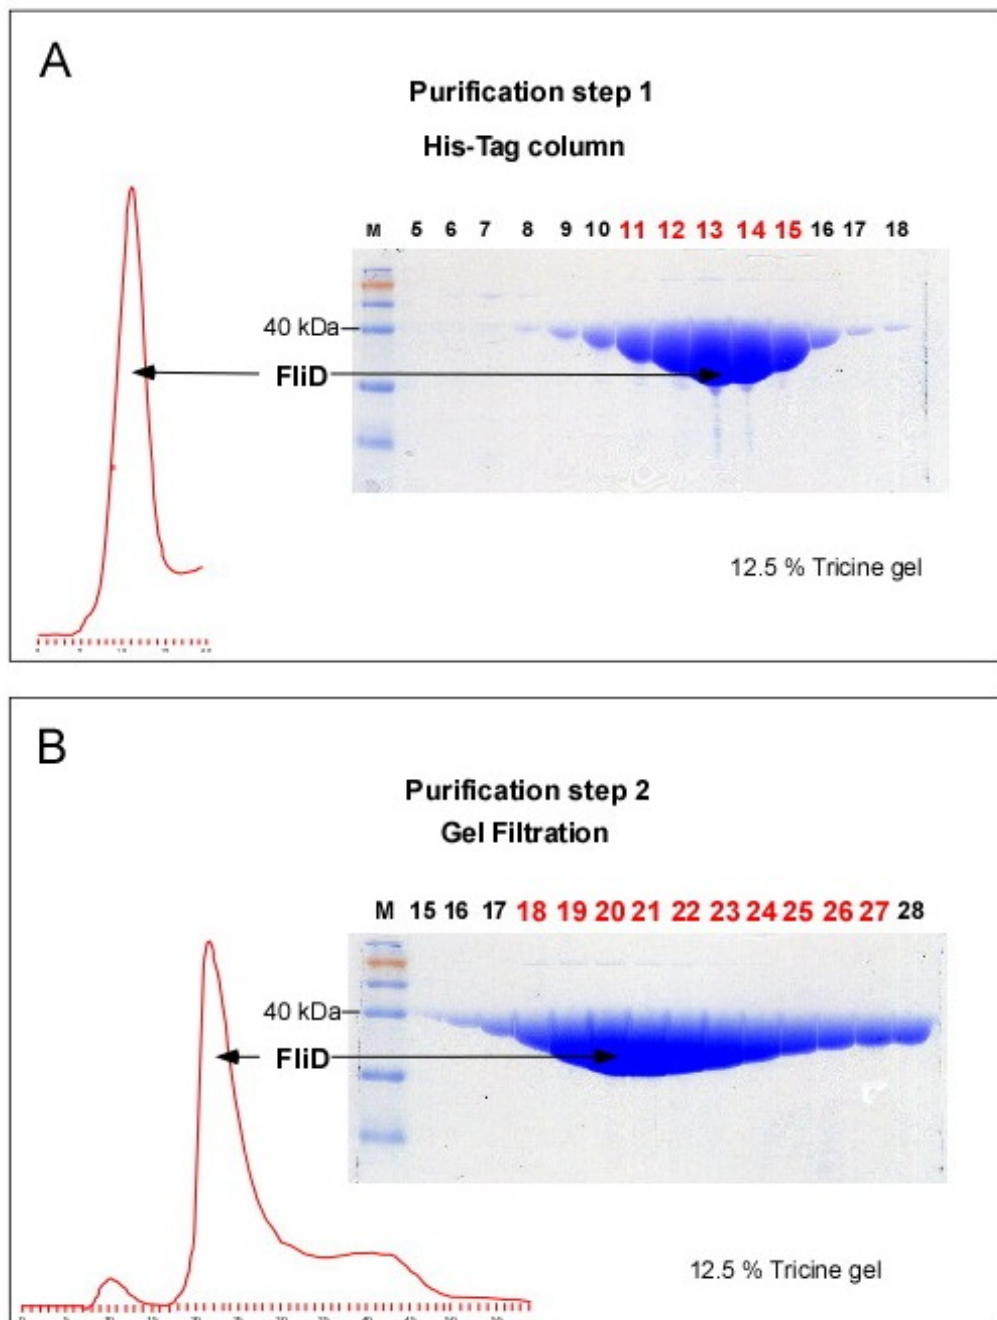 A
Purification step 1
His-Tag column
M 5 6 7 8 9 10 11 12 13 14 15 16 17 18
40 kDa
FliD
12.5 % Tricine gel
B
Purification step 2
Gel Filtration
M 15 16 17 18 19 20 21 22 23 24 25 26 27 28
40 kDa
FliD
12.5 % Tricine gel